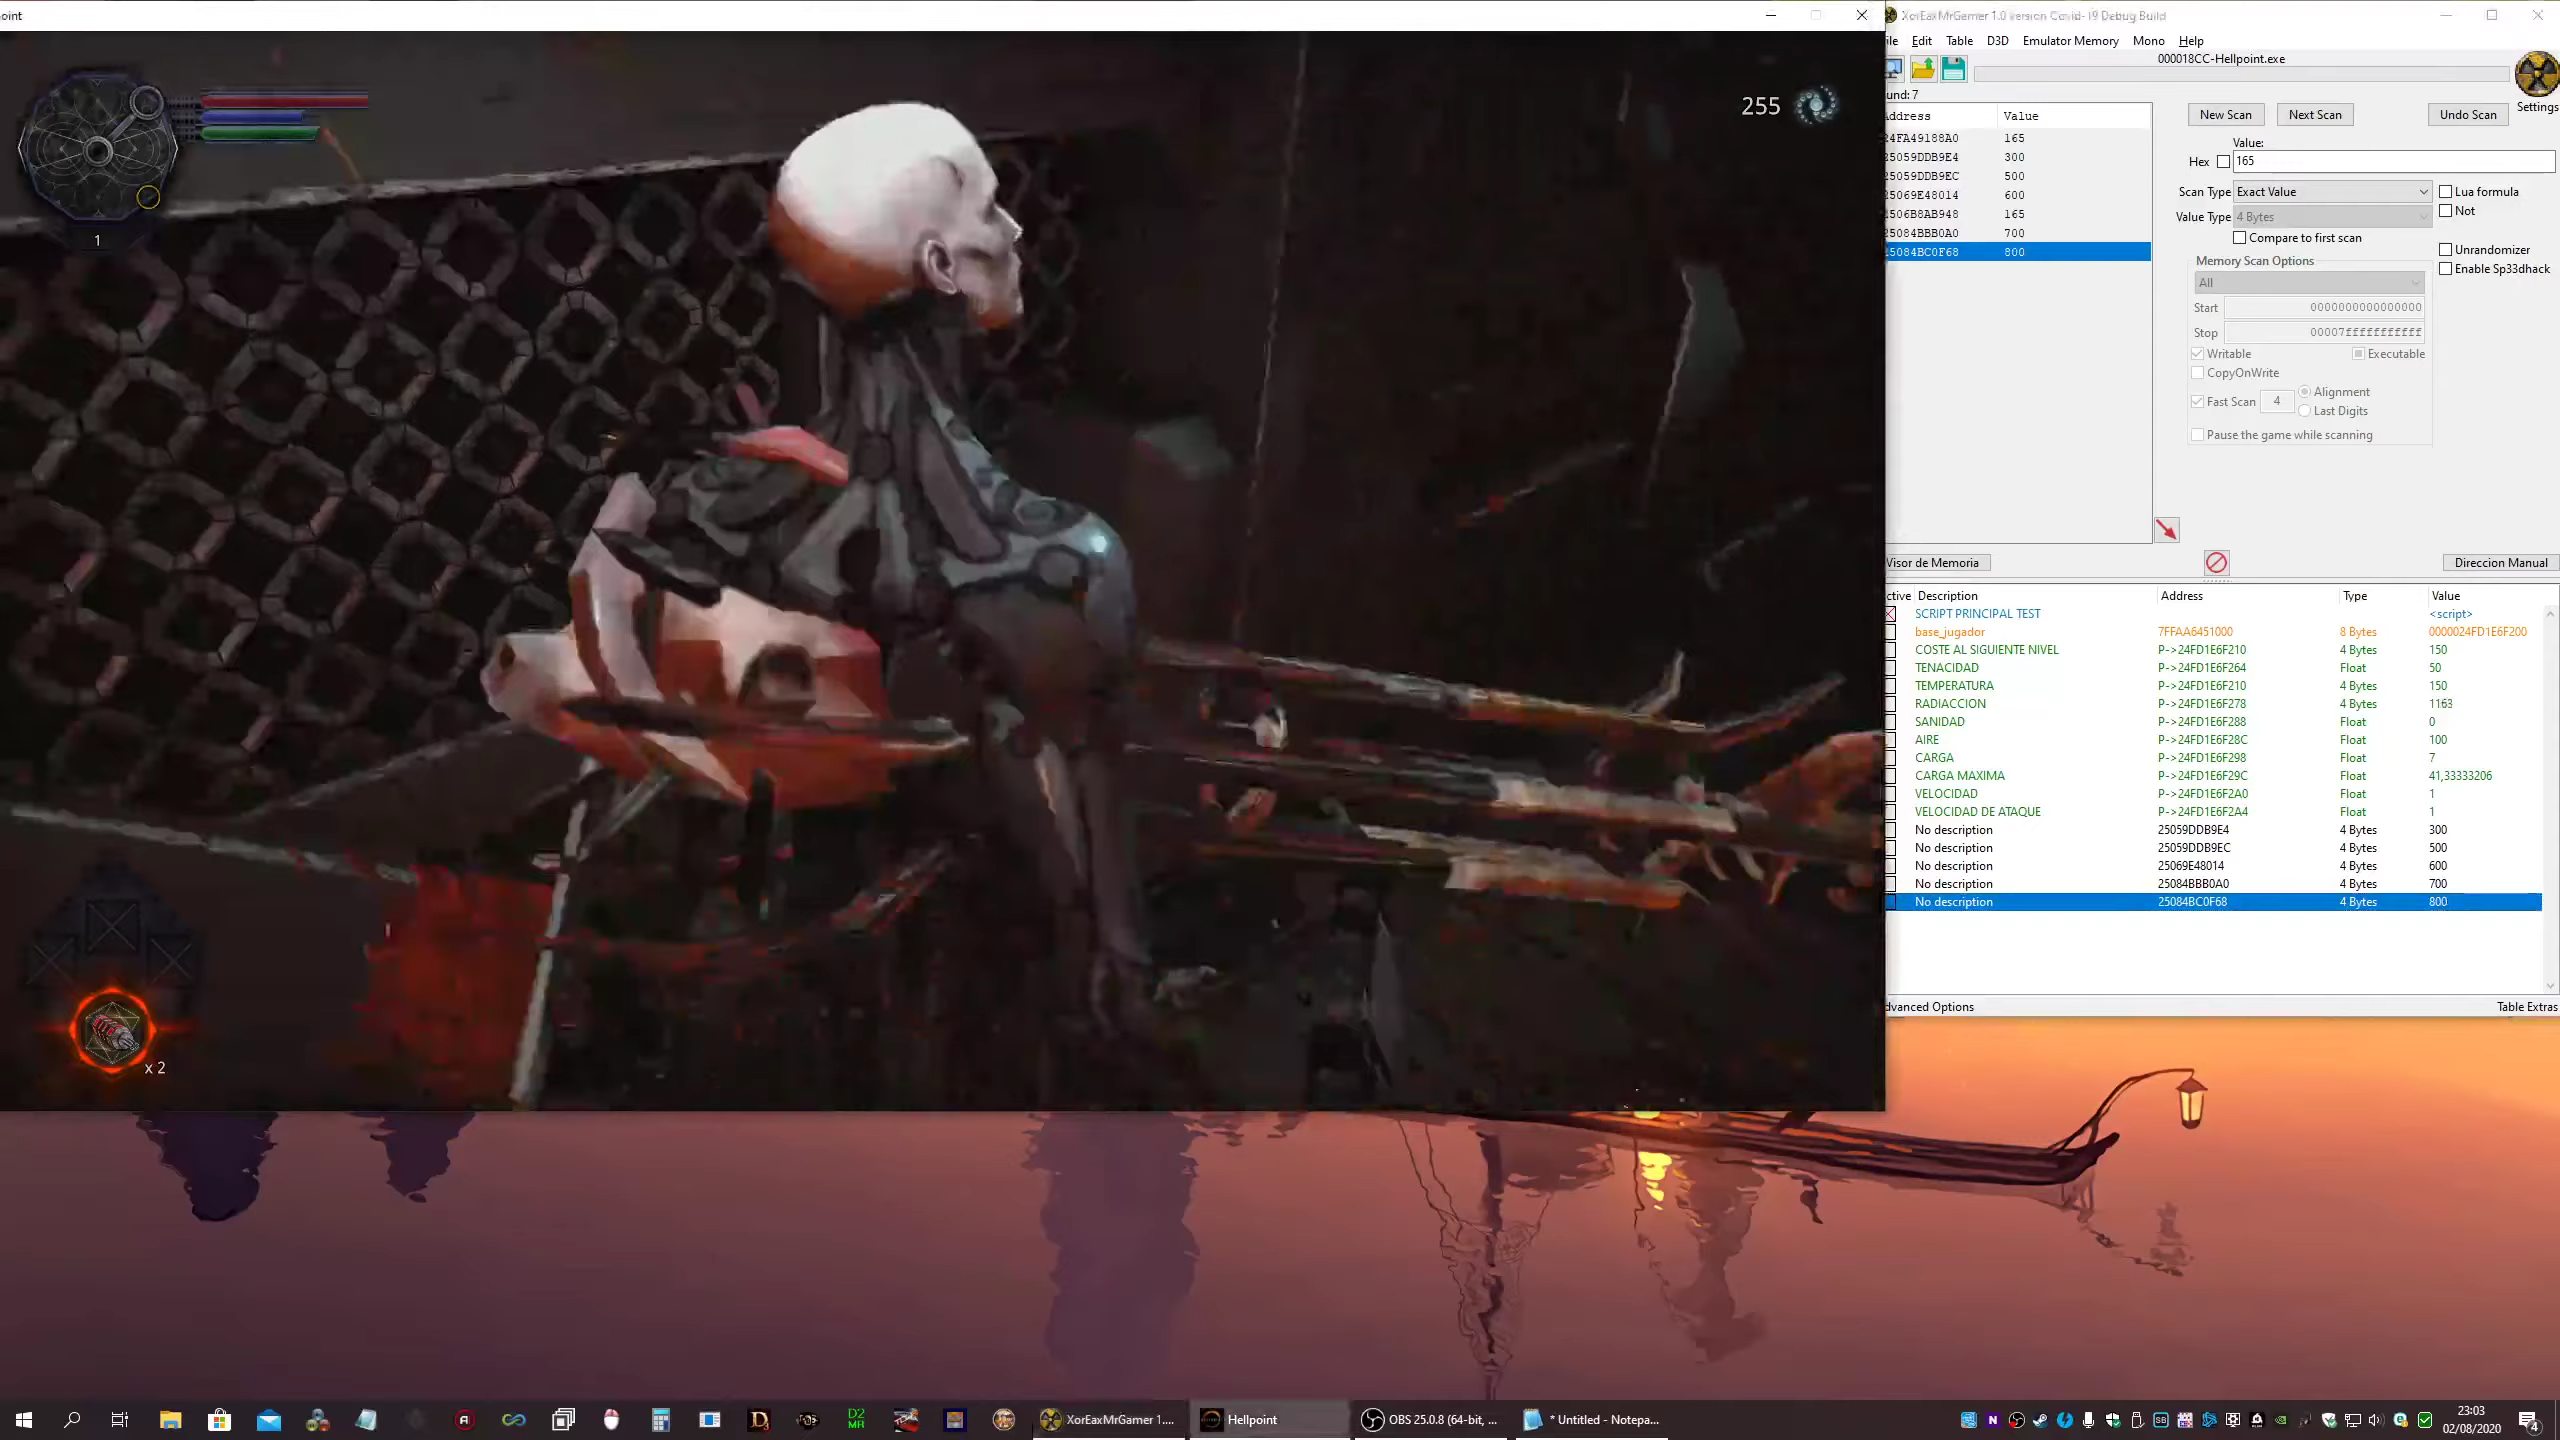 oint
XorEaxMrGamer 1.0 version Covid-19 Debug Build
Edit Table D3D Emulator Memory Mono Help
000018CC-Hellpoint.exe
Settings
255
1
x 2
und: 7
ddress Value
24FA49188A0 165
25059DDB9E4 300
25059DDB9EC 500
25069E48014 600
2506B8AB948 165
25084BBB0A0 700
25084BC0F68 800
New Scan Next Scan Undo Scan
Value:
Hex 165
Scan Type Exact Value Lua formula
Not
Value Type 4 Bytes
Compare to first scan
Unrandomizer
Enable Sp33dhack
Memory Scan Options
All
Start 0000000000000000
Stop 00007fffffffffff
Writable Executable
CopyOnWrite
Fast Scan 4 Alignment
Last Digits
Pause the game while scanning
Visor de Memoria Direccion Manual
ctive Description Address Type Value
SCRIPT PRINCIPAL TEST <script>
base_jugador 7FFAA6451000 8 Bytes 0000024FD1E6F200
COSTE AL SIGUIENTE NIVEL P->24FD1E6F210 4 Bytes 150
TENACIDAD P->24FD1E6F264 Float 50
TEMPERATURA P->24FD1E6F210 4 Bytes 150
RADIACCION P->24FD1E6F278 4 Bytes 1163
SANIDAD P->24FD1E6F288 Float 0
AIRE P->24FD1E6F28C Float 100
CARGA P->24FD1E6F298 Float 7
CARGA MAXIMA P->24FD1E6F29C Float 41,33333206
VELOCIDAD P->24FD1E6F2A0 Float 1
VELOCIDAD DE ATAQUE P->24FD1E6F2A4 Float 1
No description 25059DDB9E4 4 Bytes 300
No description 25059DDB9EC 4 Bytes 500
No description 25069E48014 4 Bytes 600
No description 25084BBB0A0 4 Bytes 700
No description 25084BC0F68 4 Bytes 800
dvanced Options Table Extras
XorEaxMrGamer 1.... Hellpoint OBS 25.0.8 (64-bit, ... * Untitled - Notepa...
23:03
02/08/2020
4